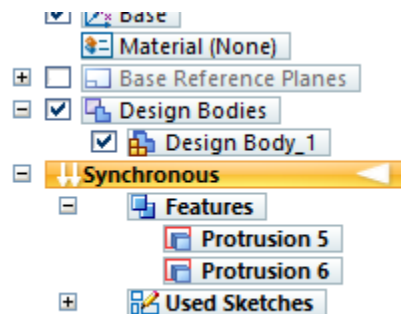 Base
Material (None)
Base Reference Planes
Design Bodies
Design Body_1
Synchronous
Features
Protrusion 5
Protrusion 6
Used Sketches